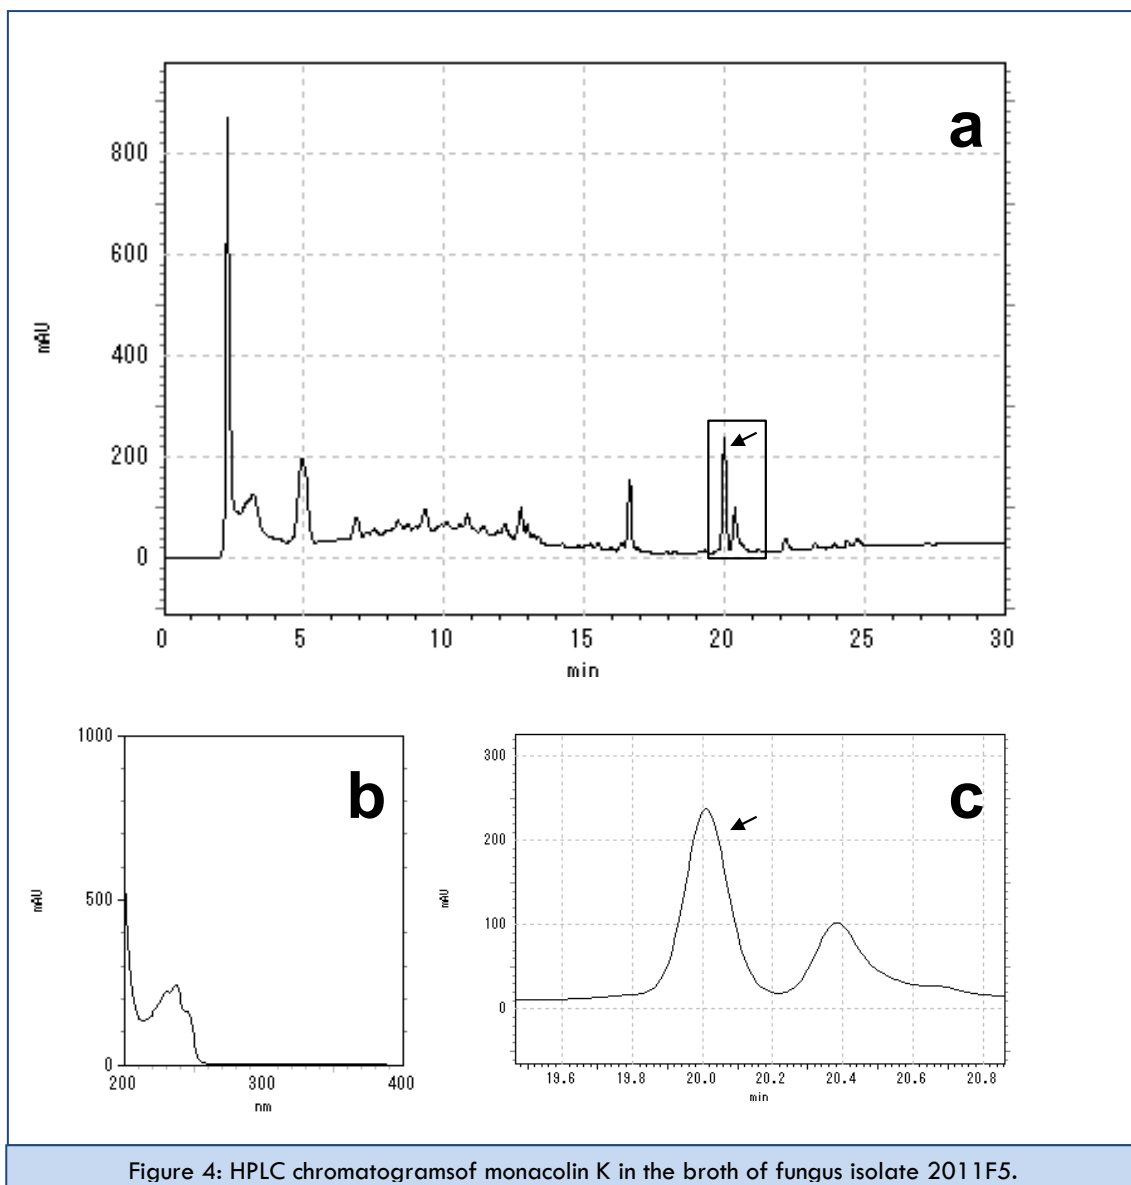 a
800
600
400
200
0
mAU
0 5 10 15 20 25 30
min
b
1000
500
0
mAU
200 300 400
nm
c
300
200
100
0
mAU
19.6 19.8 20.0 20.2 20.4 20.6 20.8
min
Figure 4: HPLC chromatogramsof monacolin K in the broth of fungus isolate 2011F5.